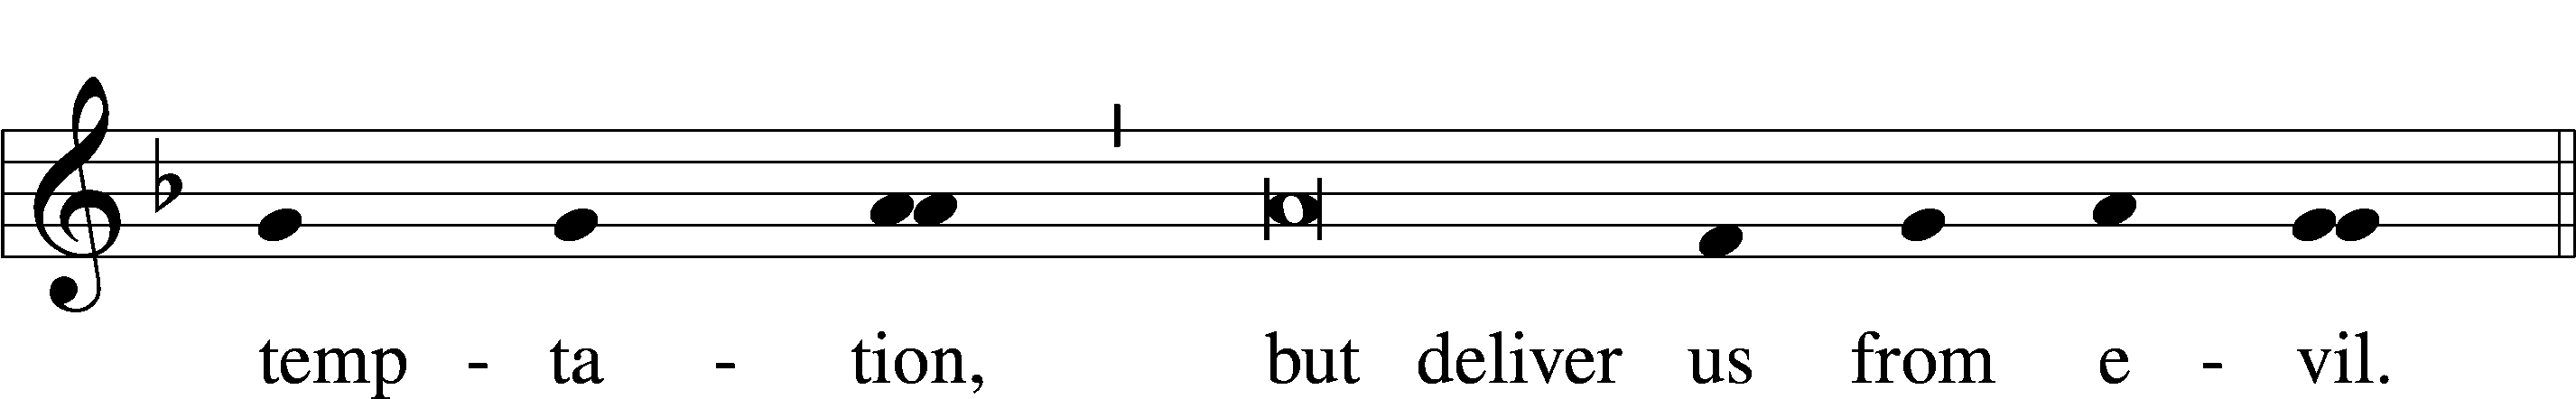 temp - ta - tion, but deliver us from e - vil.